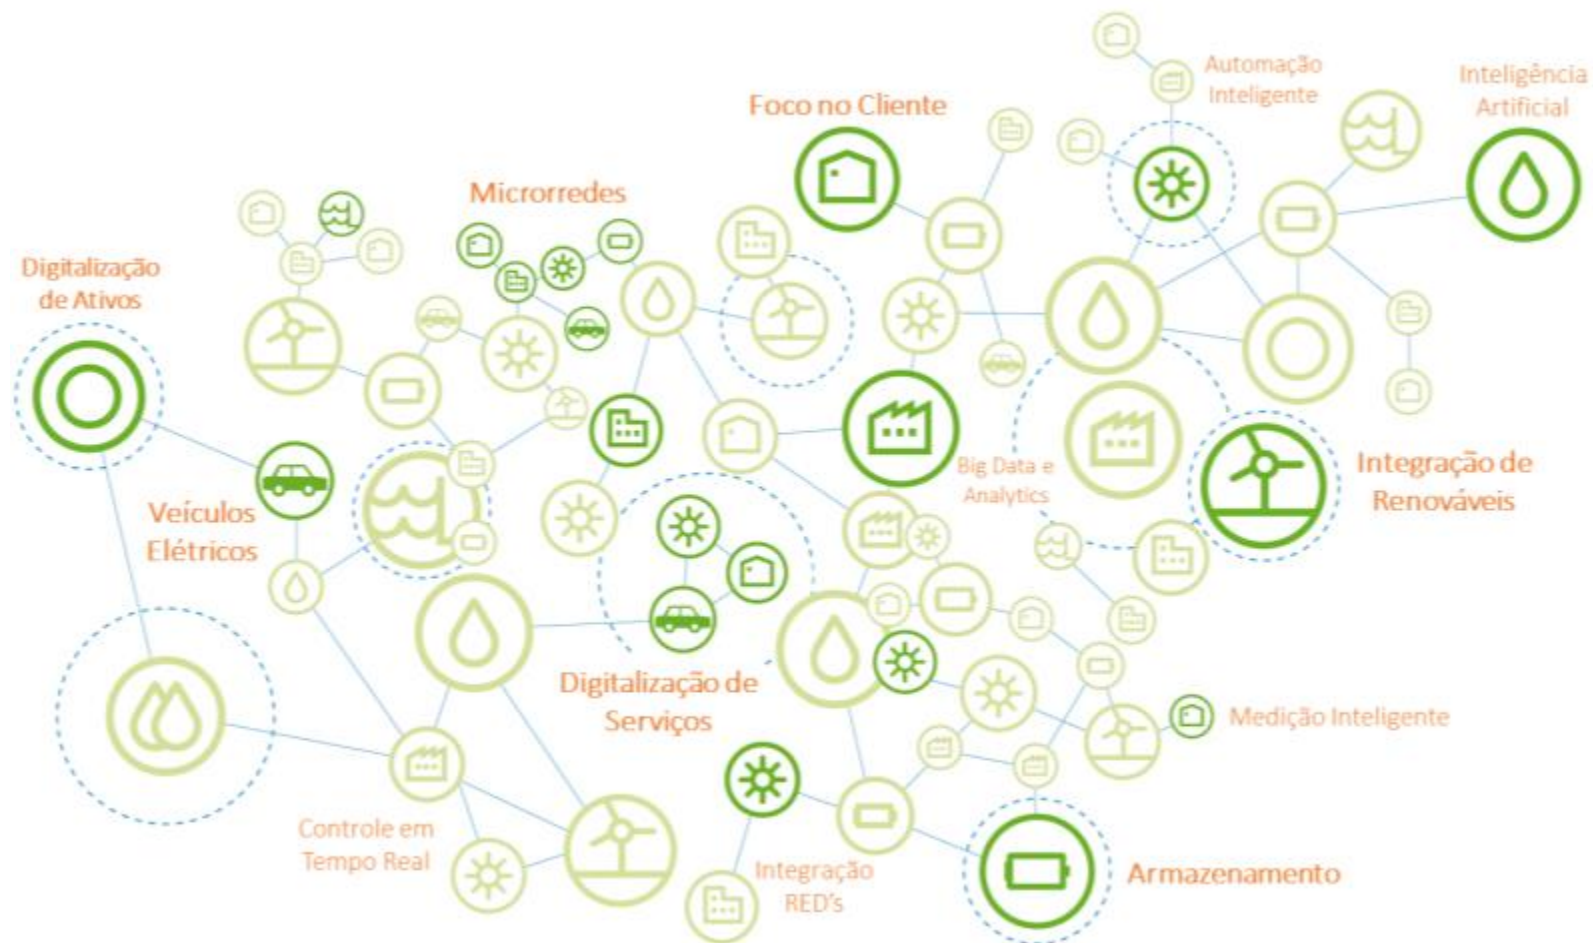 Automação
Inteligente
Inteligência
Artificial
Foco no Cliente
Microrredes
Digitalização
de Ativos
Big Data e
Analytics
Integração de
Renováveis
Veículos
Elétricos
Digitalização de
Serviços
Medição Inteligente
Controle em
Tempo Real
Integração
RED's
Armazenamento